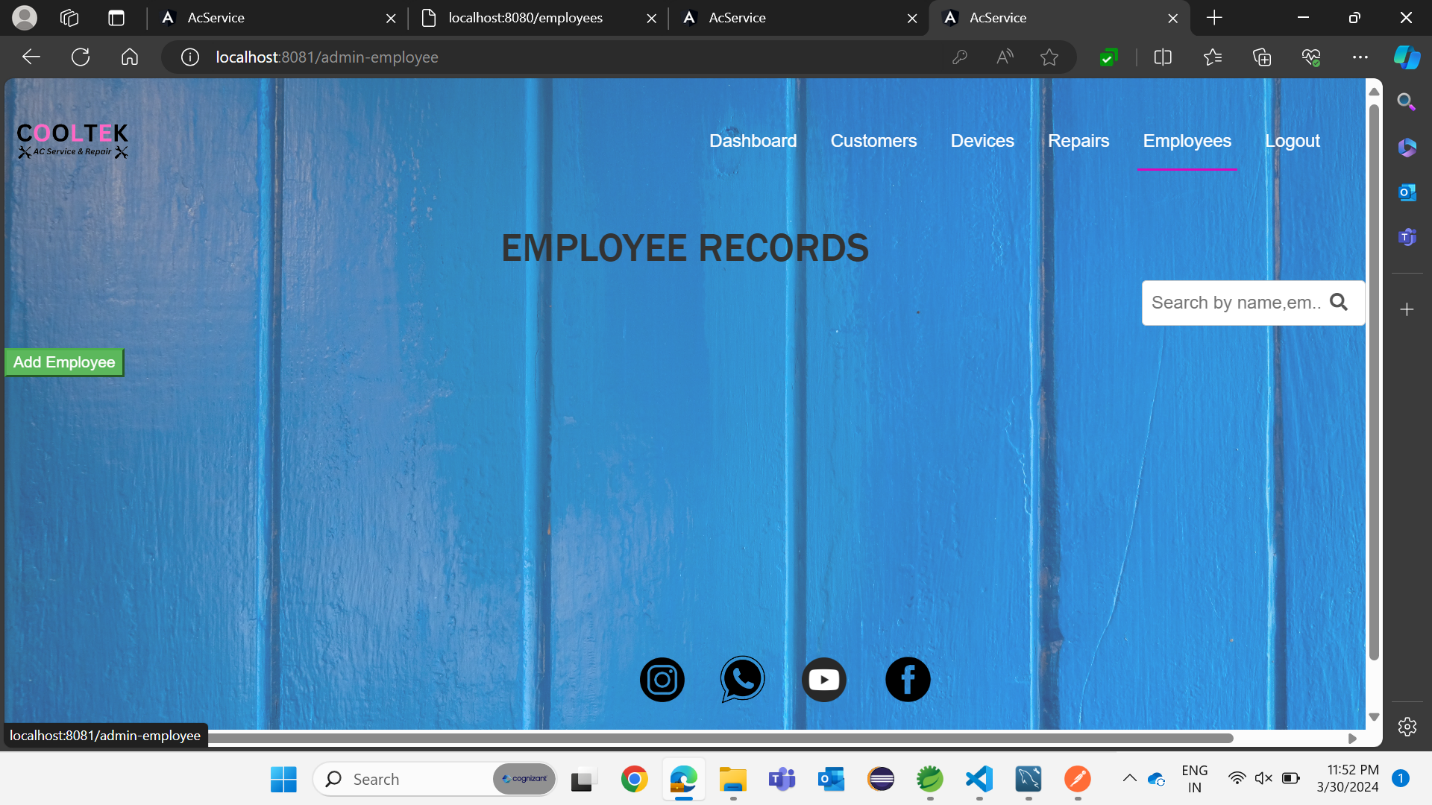 AcService
localhost:8080/employees
AcService
AcService
localhost:8081/admin-employee
COOLTEK
AC Service & Repair
Dashboard
Customers
Devices
Repairs
Employees
Logout
EMPLOYEE RECORDS
Search by name,em..
Add Employee
localhost:8081/admin-employee
Search
cognizant
ENG
IN
11:52 PM
3/30/2024
1